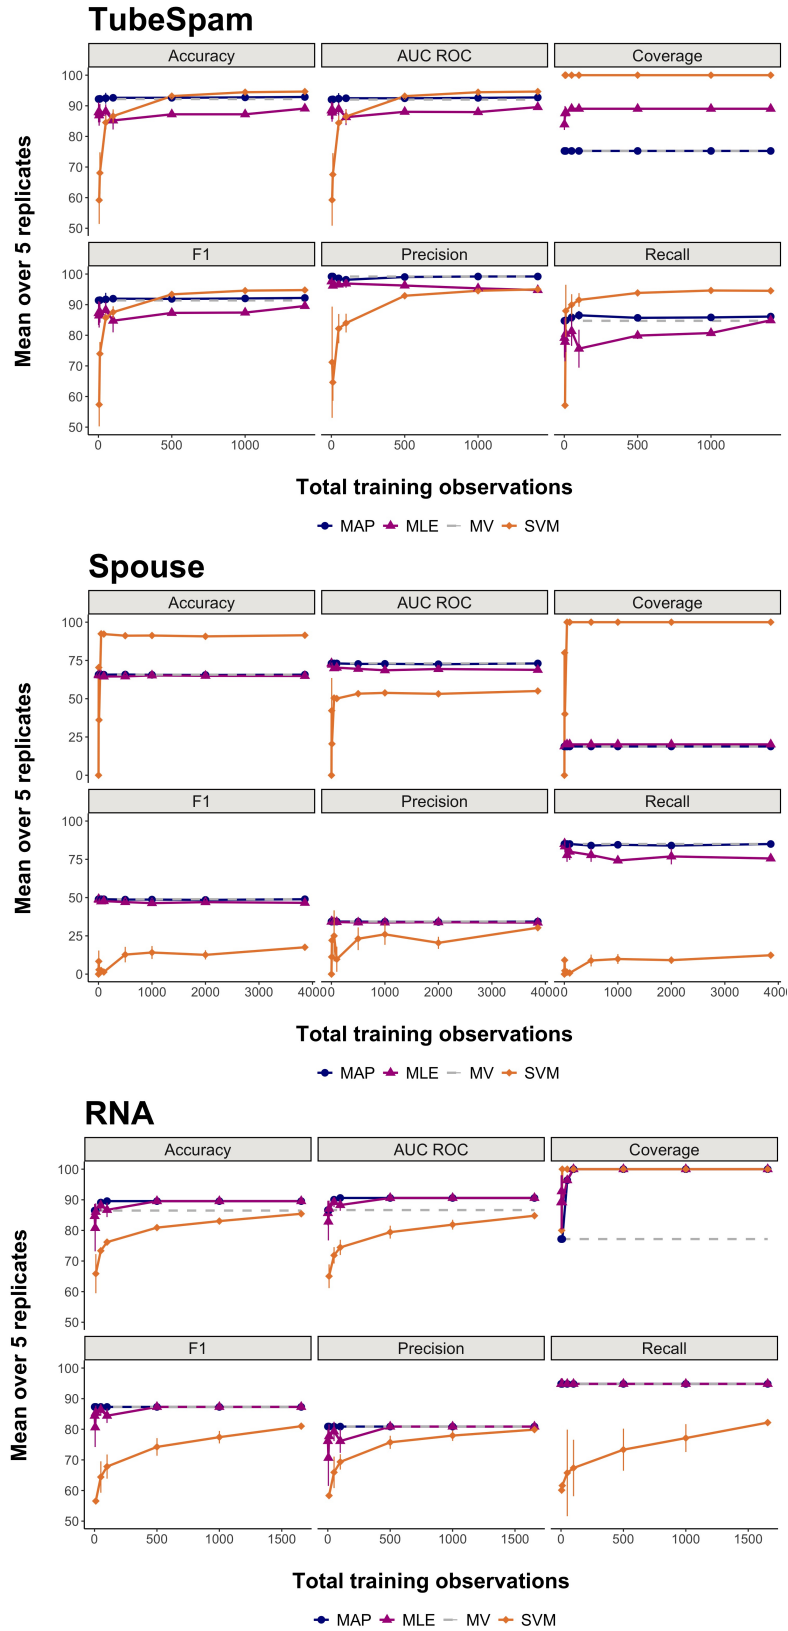 TubeSpam
Accuracy AUC ROC Coverage
100
90
80
70
60
50
F1 Precision Recall
100
90
80
70
60
50
0 500 1000 0 500 1000 0 500 1000
Mean over 5 replicates
Total training observations
MAP MLE MV SVM
Spouse
Accuracy AUC ROC Coverage
100
75
50
25
0
F1 Precision Recall
100
75
50
25
0
0 1000 2000 3000 4000 0 1000 2000 3000 4000 0 1000 2000 3000 400
Mean over 5 replicates
Total training observations
MAP MLE MV SVM
RNA
Accuracy AUC ROC Coverage
100
90
80
70
60
50
F1 Precision Recall
100
90
80
70
60
50
0 500 1000 1500 0 500 1000 1500 0 500 1000 1500
Mean over 5 replicates
Total training observations
MAP MLE MV SVM